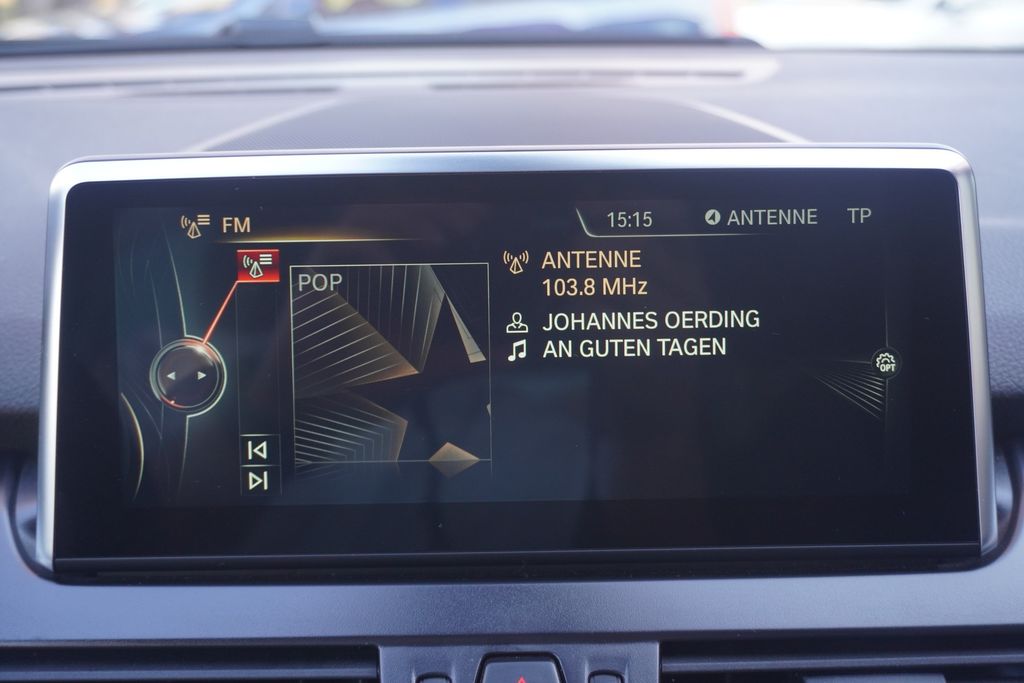 FM
15:15
ANTENNE
TP
POP
ANTENNE
103.8 MHz
JOHANNES OERDING
AN GUTEN TAGEN
OPT